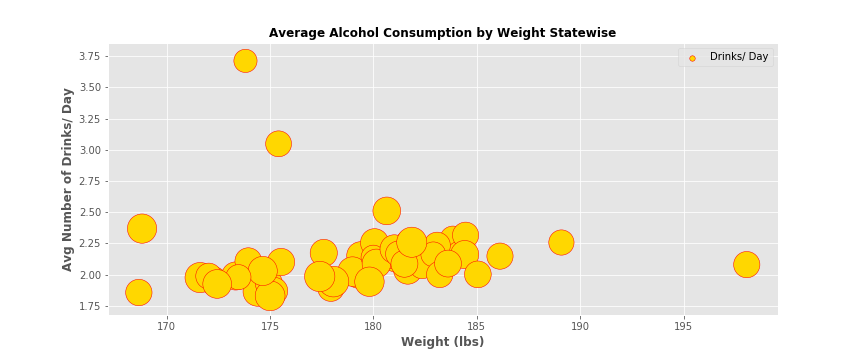 Average Alcohol Consumption by Weight Statewise
Drinks/ Day
Avg Number of Drinks/ Day
3.75
3.50
3.25
3.00
2.75
2.50
2.25
2.00
1.75
170 175 180 185 190 195
Weight (lbs)